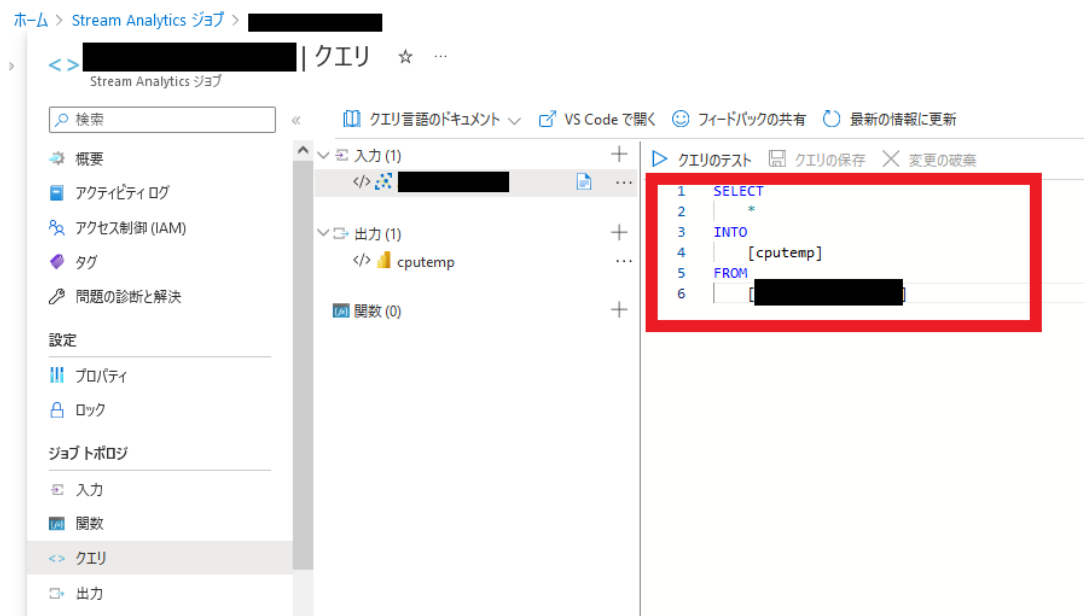 ホーム > Stream Analytics ジョブ >
| クエリ ☆ …
Stream Analytics ジョブ
検索 «
概要
アクティビティ ログ
アクセス制御 (IAM)
タグ
問題の診断と解決
設定
プロパティ
ロック
ジョブ トポロジ
入力
関数
クエリ
出力
クエリ言語のドキュメント VS Code で開く フィードバックの共有 最新の情報に更新
入力 (1)
出力 (1)
cputemp
関数 (0)
クエリのテスト クエリの保存 変更の破棄
1 SELECT
2 *
3 INTO
4 [cputemp]
5 FROM
6 [ ]